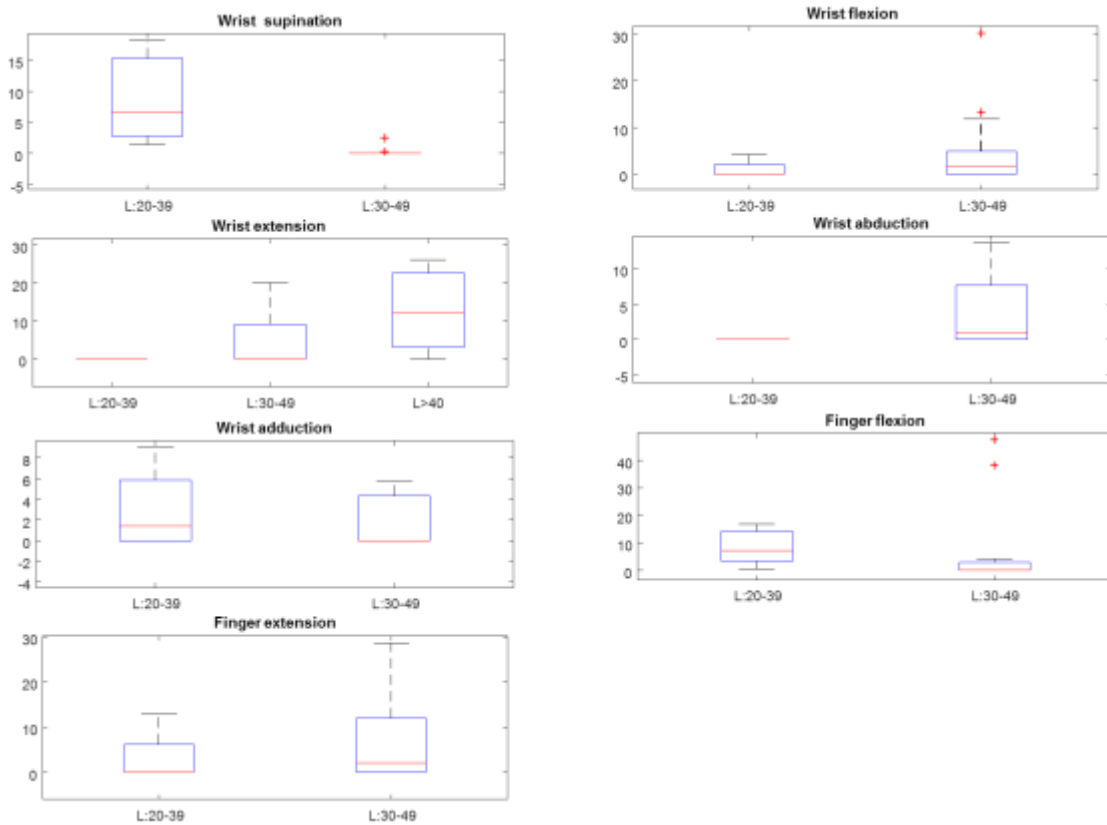 Wrist supination
15
10
5
0
-5
L:20-39 L:30-49
Wrist flexion
30
20
10
0
L:20-39 L:30-49
Wrist extension
30
20
10
0
L:20-39 L:30-49 L>40
Wrist abduction
10
5
0
-5
L:20-39 L:30-49
Wrist adduction
8
6
4
2
0
-2
-4
L:20-39 L:30-49
Finger flexion
40
30
20
10
0
L:20-39 L:30-49
Finger extension
30
20
10
0
L:20-39 L:30-49